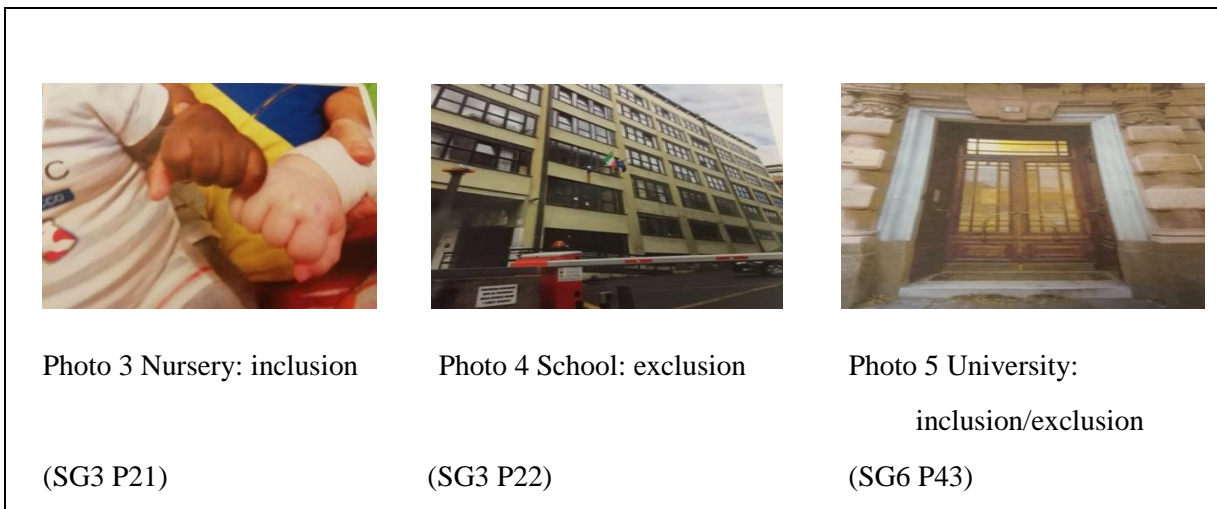 C
CCO
Photo 3 Nursery: inclusion
Photo 4 School: exclusion
Photo 5 University:
inclusion/exclusion
(SG3 P21)
(SG3 P22)
(SG6 P43)